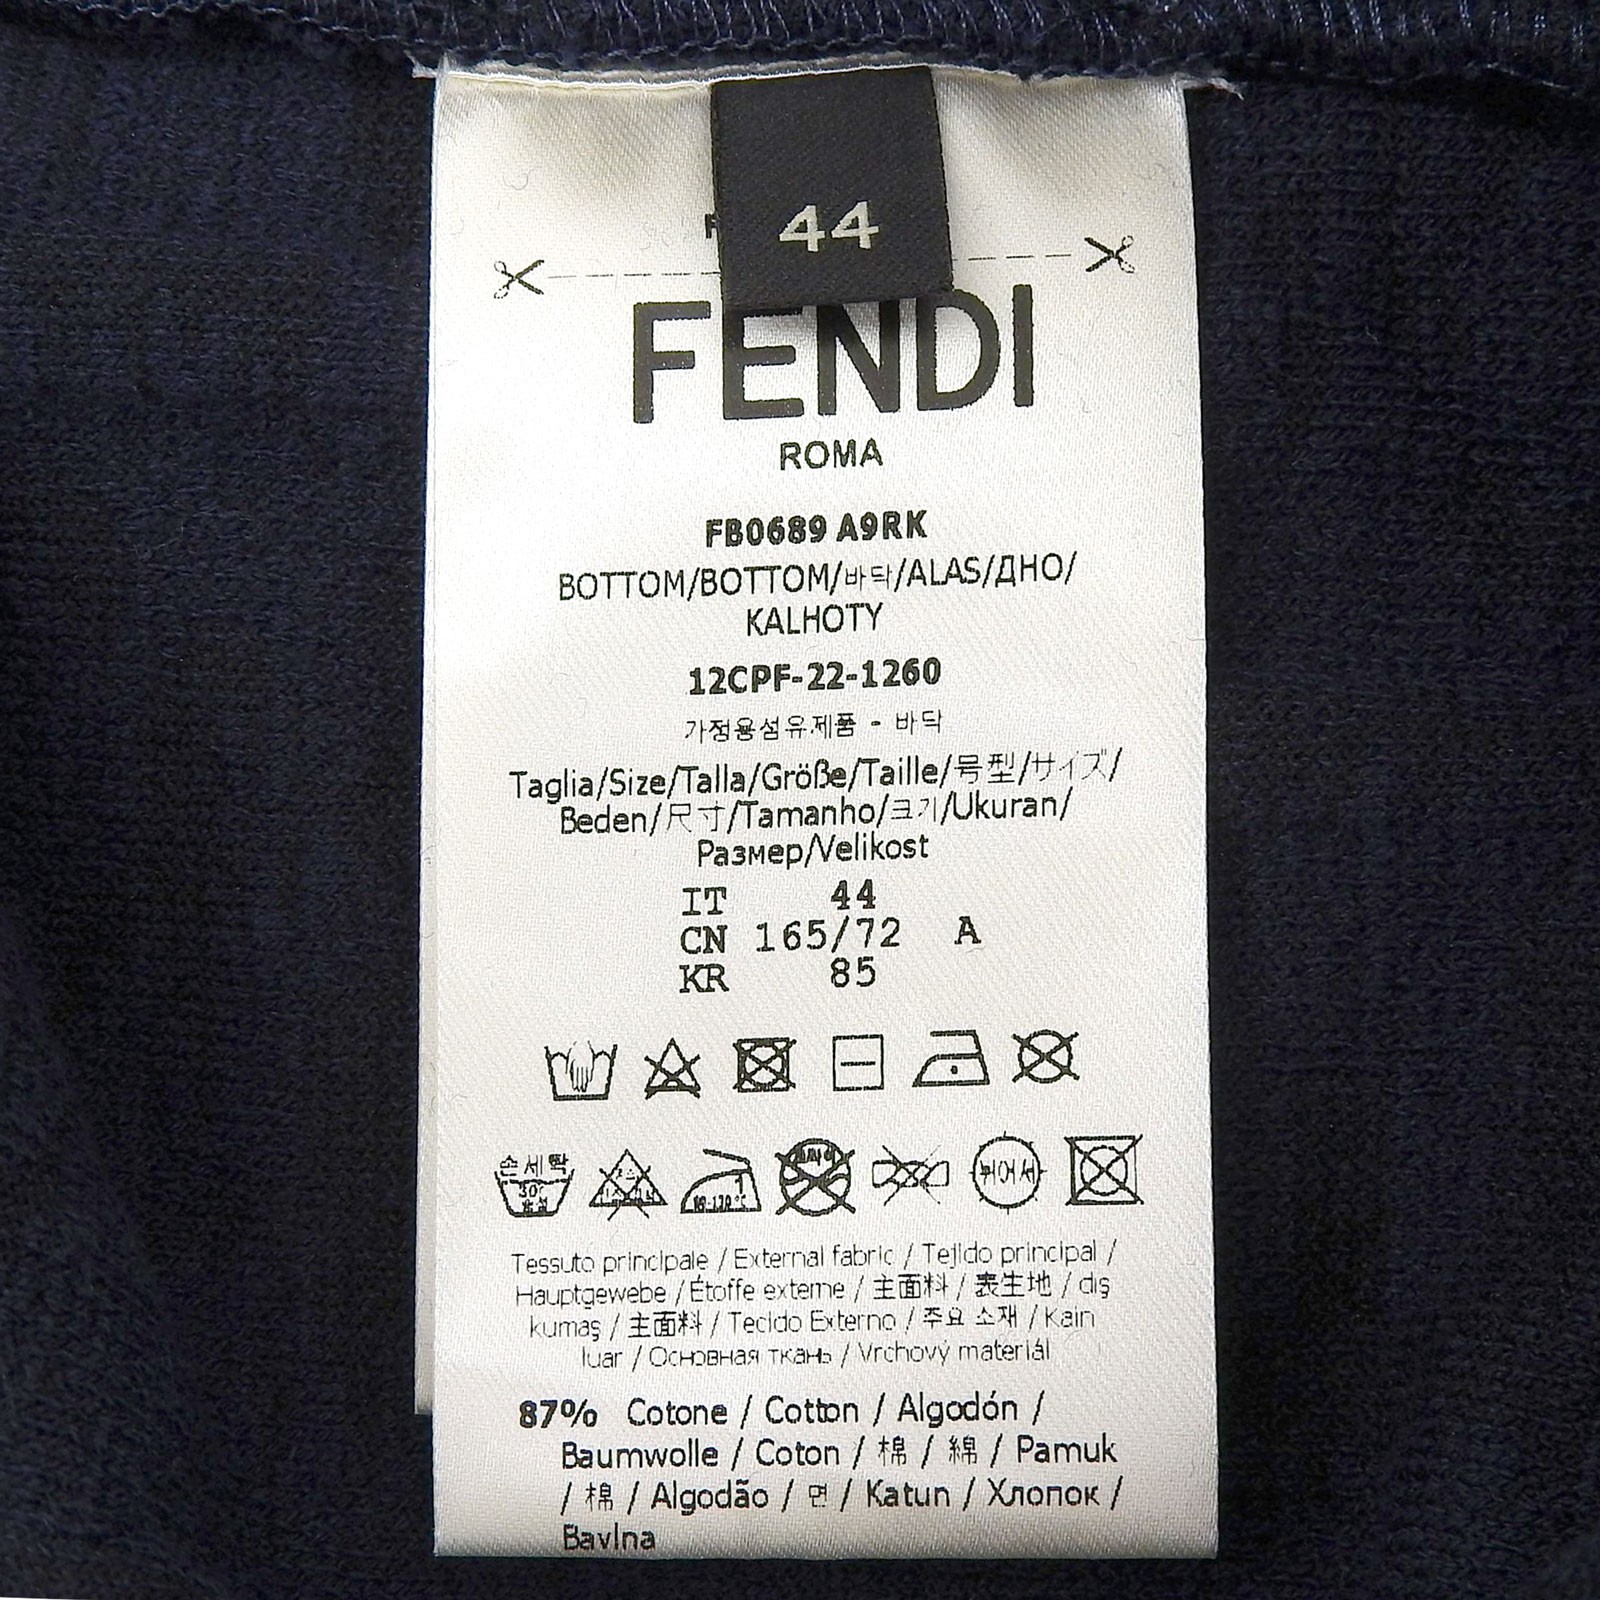 44
FENDI
ROMA
FB0689 A9RK
BOTTOM/BOTTOM/바닥/ALAS/ДНО/
KALHOTY
12CPF-22-1260
가정용섬유제품 - 바닥
Taglia/Size/Talla/Größe/Taille/号型/サイズ/
Beden/尺寸/Tamanho/크기/Ukuran/
Размер/Velikost
IT 44
CN 165/72 A
KR 85
손세탁
Tessuto principale / External fabric / Tejido principal /
Hauptgewebe / Étoffe externe / 主面料 / 表生地 / dış
kumaş / 主面料 / Tecido Externo / 주요 소재 / Kain
luar / Основная ткань / Vrchový materiál
87% Cotone / Cotton / Algodón /
Baumwolle / Coton / 棉 / 綿 / Pamuk
/ 棉 / Algodão / 면 / Katun / Хлопок /
Bavlna